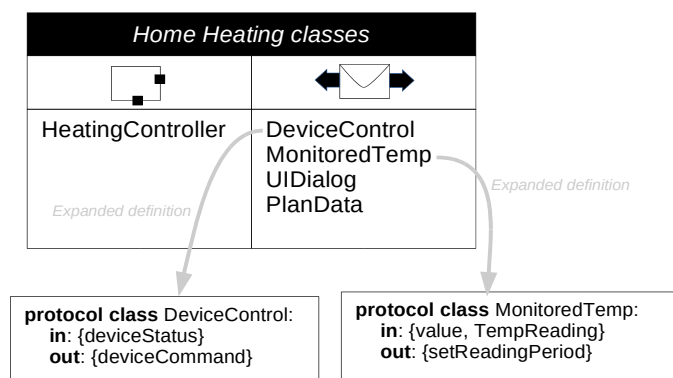 Home Heating classes
HeatingController
DeviceControl
MonitoredTemp
UIDialog
PlanData
Expanded definition
Expanded definition
protocol class DeviceControl:
in: {deviceStatus}
out: {deviceCommand}
protocol class MonitoredTemp:
in: {value, TempReading}
out: {setReadingPeriod}